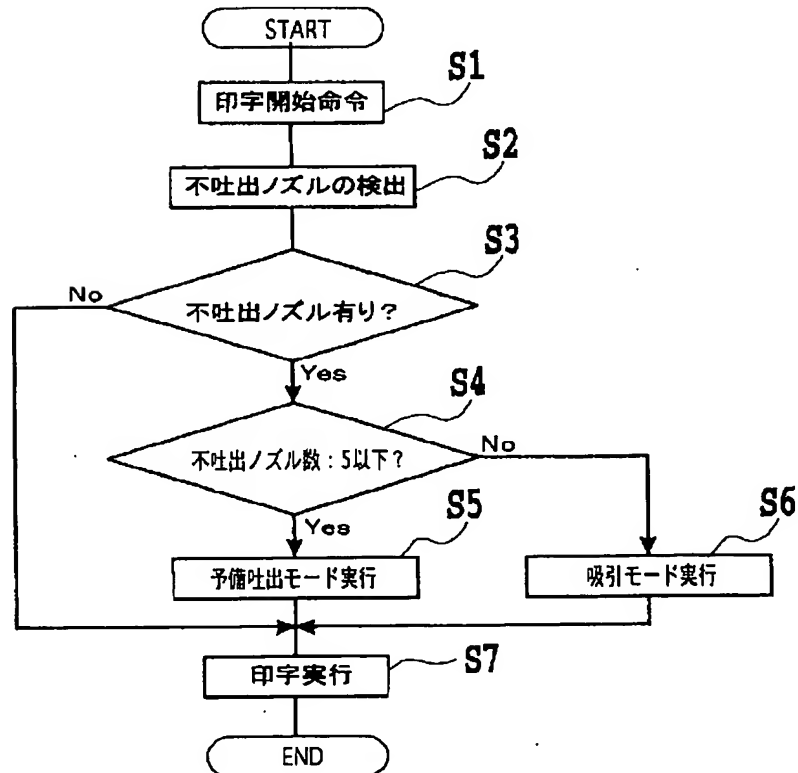 START
S1
印字開始命令
S2
不吐出ノズルの検出
S3
No
不吐出ノズル有り?
Yes
S4
不吐出ノズル数:5以下?
No
S5
Yes
S6
予備吐出モード実行
吸引モード実行
印字実行
S7
END